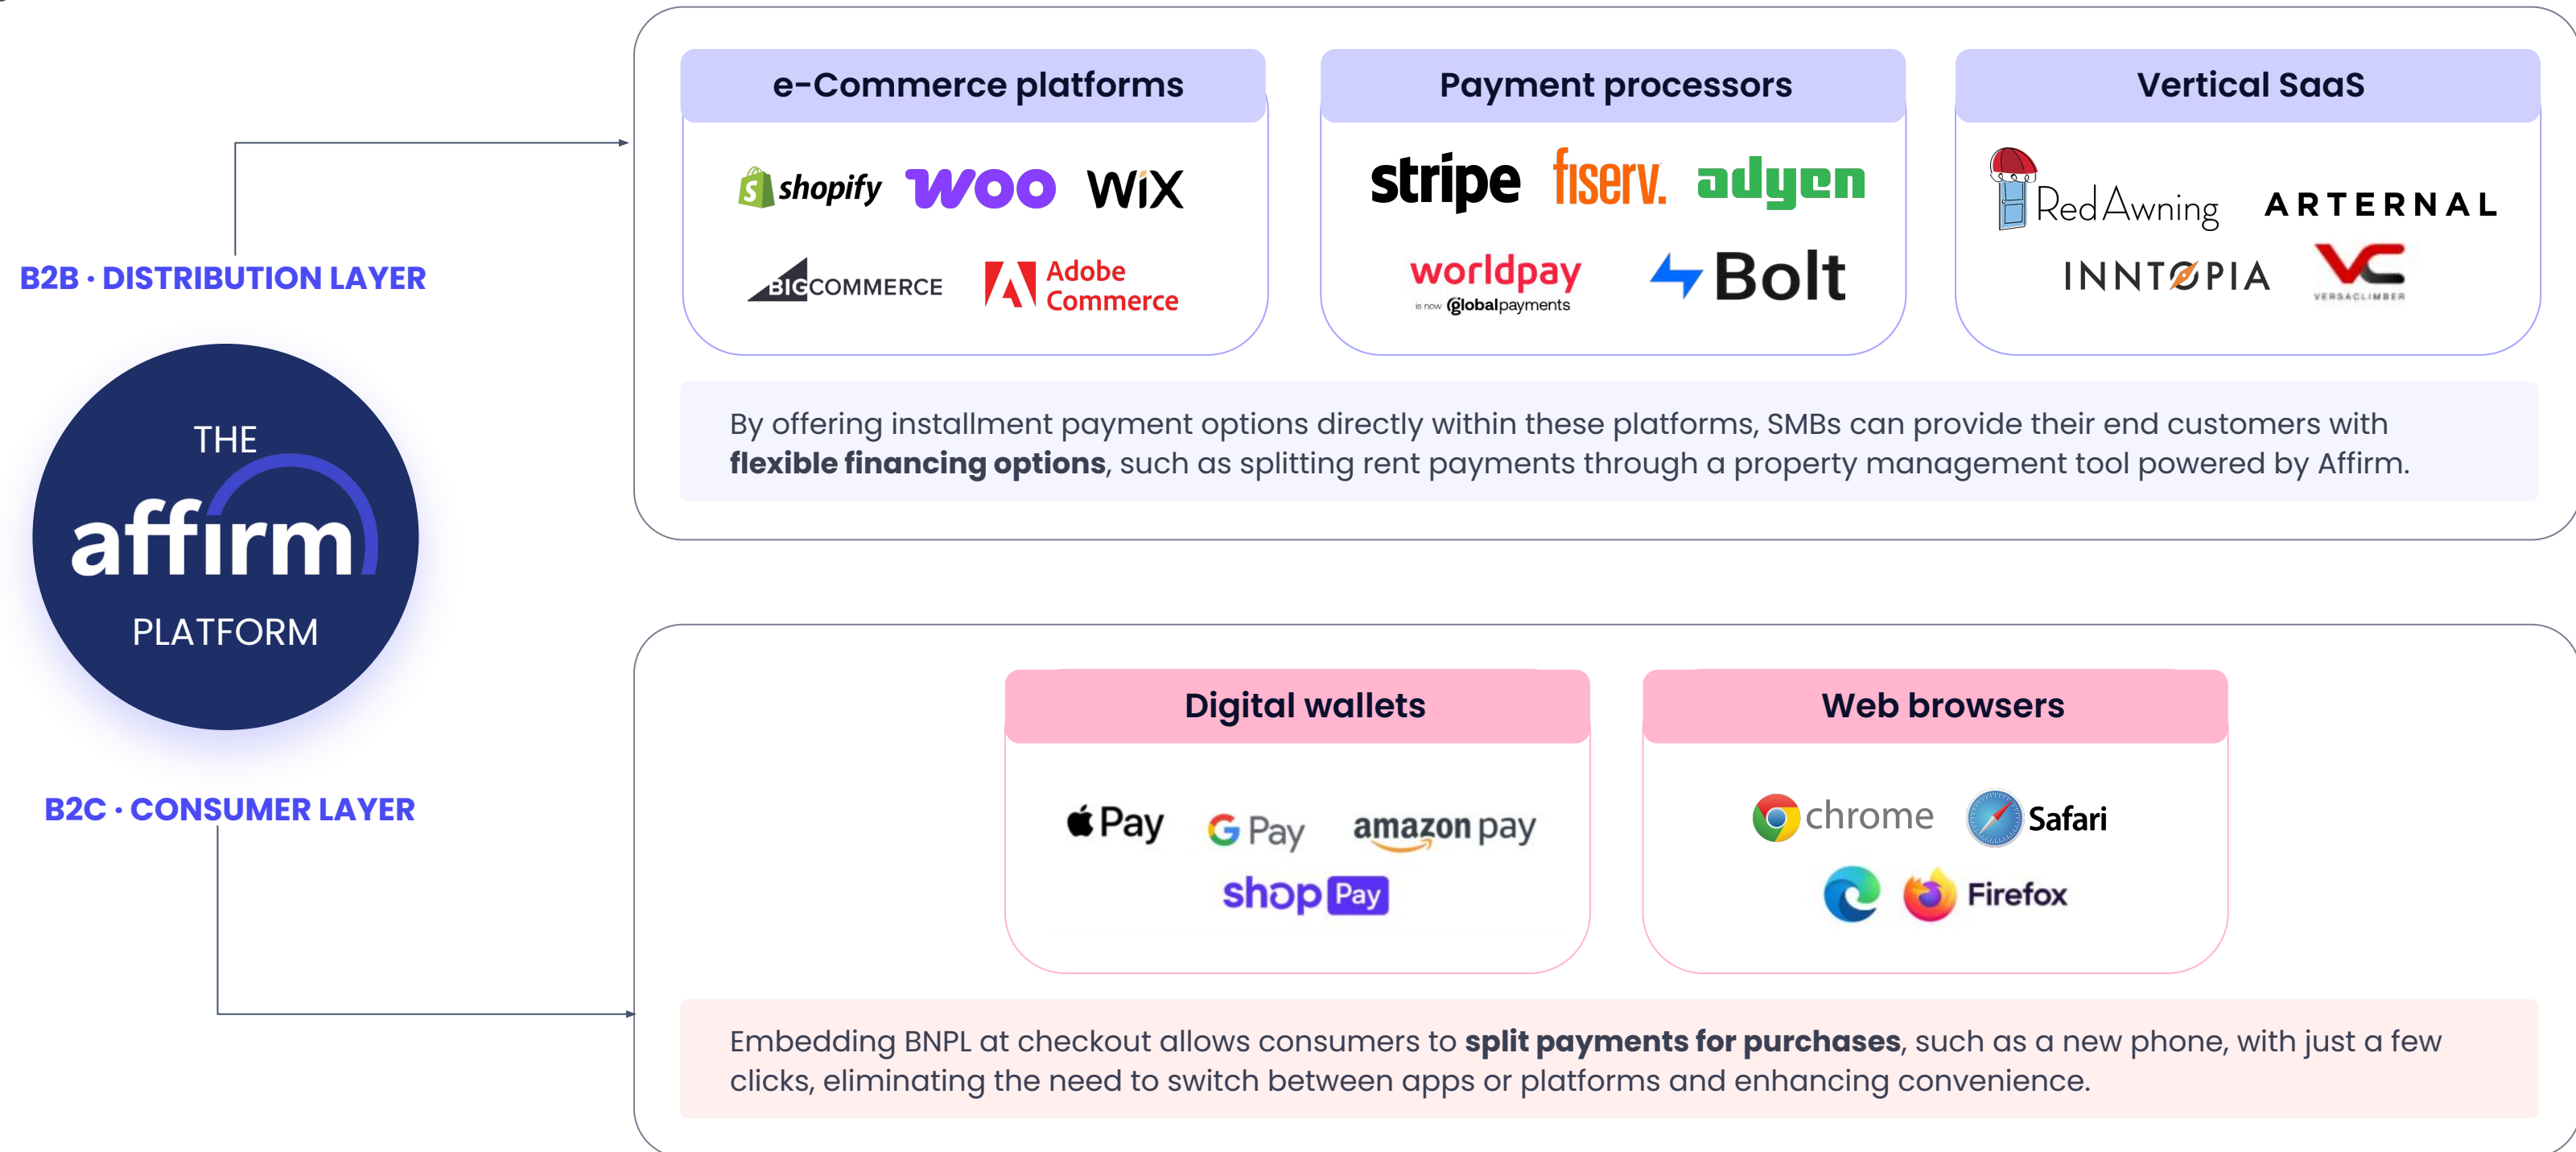 e-Commerce platforms
shopify WOO WiX
BIGCOMMERCE Adobe Commerce
Payment processors
stripe fiserv. adyen
worldpay Bolt
is now globalpayments
Vertical SaaS
RedAwning ARTERNAL
INNTOPIA VC
VERSACLIMBER
B2B · DISTRIBUTION LAYER
By offering installment payment options directly within these platforms, SMBs can provide their end customers with
flexible financing options, such as splitting rent payments through a property management tool powered by Affirm.
THE
affirm
PLATFORM
B2C · CONSUMER LAYER
Digital wallets
Pay G Pay amazon pay
shop Pay
Web browsers
chrome Safari
Firefox
Embedding BNPL at checkout allows consumers to split payments for purchases, such as a new phone, with just a few
clicks, eliminating the need to switch between apps or platforms and enhancing convenience.